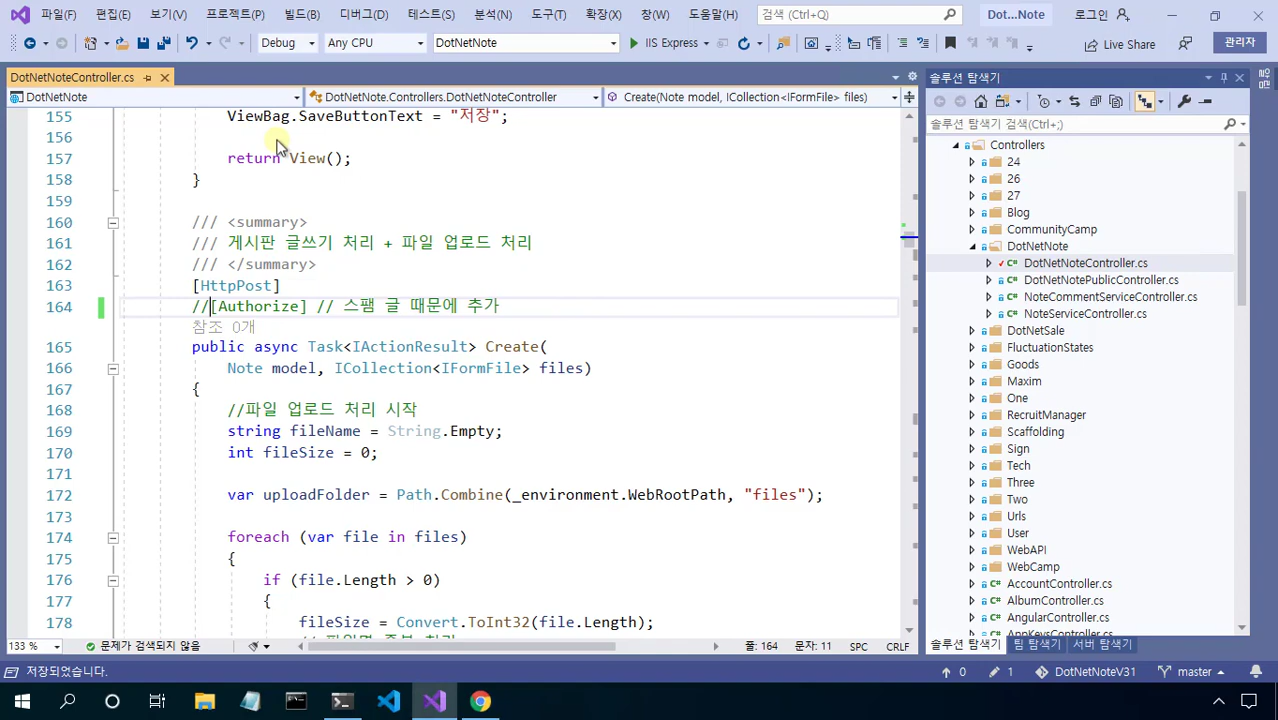 파일(F) 편집(E) 보기(V) 프로젝트(P) 빌드(B) 디버그(D) 테스트(S) 분석(N) 도구(T) 확장(X) 창(W) 도움말(H) 검색 (Ctrl+Q) Dot...Note 로그인
Debug Any CPU DotNetNote IIS Express Live Share 관리자
DotNetNoteController.cs
DotNetNote DotNetNote.Controllers.DotNetNoteController Create(Note model, ICollection<IFormFile> files)
155 ViewBag.SaveButtonText = "저장";
156
157 return View();
158 }
159
160 /// <summary>
161 /// 게시판 글쓰기 처리 + 파일 업로드 처리
162 /// </summary>
163 [HttpPost]
164 //[Authorize] // 스팸 글 때문에 추가
참조 0개
165 public async Task<IActionResult> Create(
166 Note model, ICollection<IFormFile> files)
167 {
168 //파일 업로드 처리 시작
169 string fileName = String.Empty;
170 int fileSize = 0;
171
172 var uploadFolder = Path.Combine(_environment.WebRootPath, "files");
173
174 foreach (var file in files)
175 {
176 if (file.Length > 0)
177 {
178 fileSize = Convert.ToInt32(file.Length);
133 % 문제가 검색되지 않음 줄: 164 문자: 11 SPC CRLF
솔루션 탐색기
솔루션 탐색기 검색(Ctrl+;)
Controllers
24
26
27
Blog
CommunityCamp
DotNetNote
DotNetNoteController.cs
DotNetNotePublicController.cs
NoteCommentServiceController.cs
NoteServiceController.cs
DotNetSale
FluctuationStates
Goods
Maxim
One
RecruitManager
Scaffolding
Sign
Tech
Three
Two
Urls
User
WebAPI
WebCamp
AccountController.cs
AlbumController.cs
AngularController.cs
AppKeysController.cs
솔루션 탐색기 팀 탐색기 서버 탐색기
저장되었습니다. 0 1 DotNetNoteV31 master